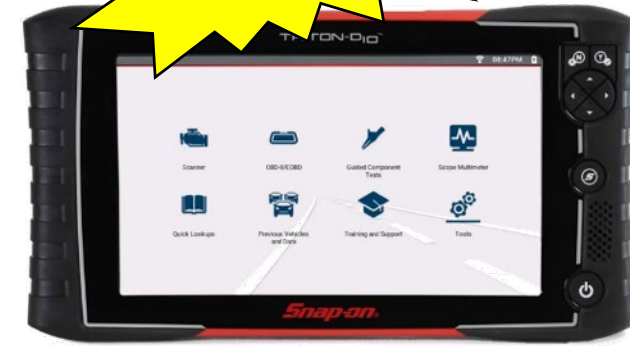 TRITON-D10
08:47PM
N
Scanner
OBD-II/EOBD
Guided Component
Tests
Scope Multimeter
Quick Lookups
Previous Vehicles
and Data
Training and Support
Tools
Snap-on